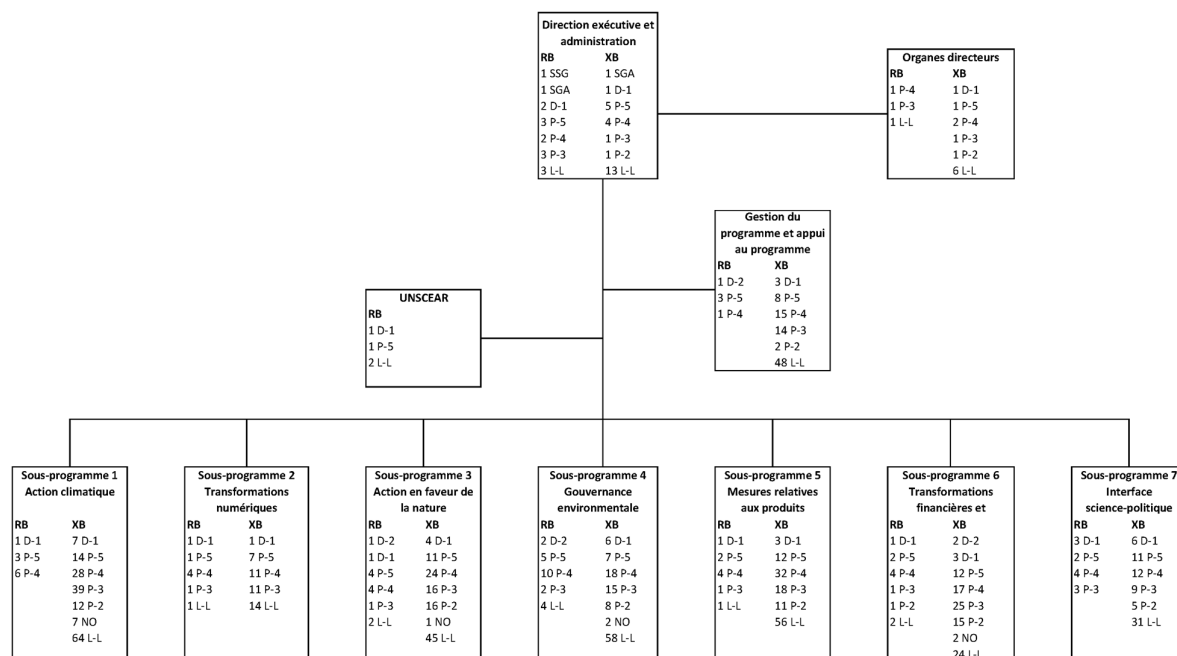 Direction exécutive et
administration
RB XB
1 SSG 1 SGA
1 SGA 1 D-1
2 D-1 5 P-5
3 P-5 4 P-4
2 P-4 1 P-3
3 P-3 1 P-2
3 L-L 13 L-L
Organes directeurs
RB XB
1 P-4 1 D-1
1 P-3 1 P-5
1 L-L 2 P-4
1 P-3
1 P-2
6 L-L
Gestion du
programme et appui
au programme
RB XB
1 D-2 3 D-1
3 P-5 8 P-5
1 P-4 15 P-4
14 P-3
2 P-2
48 L-L
UNSCEAR
RB
1 D-1
1 P-5
2 L-L
Sous-programme 1
Action climatique
RB XB
1 D-1 7 D-1
3 P-5 14 P-5
6 P-4 28 P-4
39 P-3
12 P-2
7 NO
64 L-L
Sous-programme 2
Transformations
numériques
RB XB
1 D-1 1 D-1
1 P-5 7 P-5
4 P-4 11 P-4
1 P-3 11 P-3
1 L-L 14 L-L
Sous-programme 3
Action en faveur de
la nature
RB XB
1 D-2 4 D-1
1 D-1 11 P-5
4 P-5 24 P-4
4 P-4 16 P-3
1 P-3 16 P-2
2 L-L 1 NO
45 L-L
Sous-programme 4
Gouvernance
environmentale
RB XB
2 D-2 6 D-1
5 P-5 7 P-5
10 P-4 18 P-4
2 P-3 15 P-3
4 L-L 8 P-2
2 NO
58 L-L
Sous-programme 5
Mesures relatives
aux produits
RB XB
1 D-1 3 D-1
2 P-5 12 P-5
4 P-4 32 P-4
1 P-3 18 P-3
1 L-L 11 P-2
56 L-L
Sous-programme 6
Transformations
financières et
RB XB
1 D-1 2 D-2
2 P-5 3 D-1
4 P-4 12 P-5
1 P-3 17 P-4
1 P-2 25 P-3
2 L-L 15 P-2
2 NO
24 L-L
Sous-programme 7
Interface
science-politique
RB XB
3 D-1 6 D-1
2 P-5 11 P-5
4 P-4 12 P-4
3 P-3 9 P-3
5 P-2
31 L-L